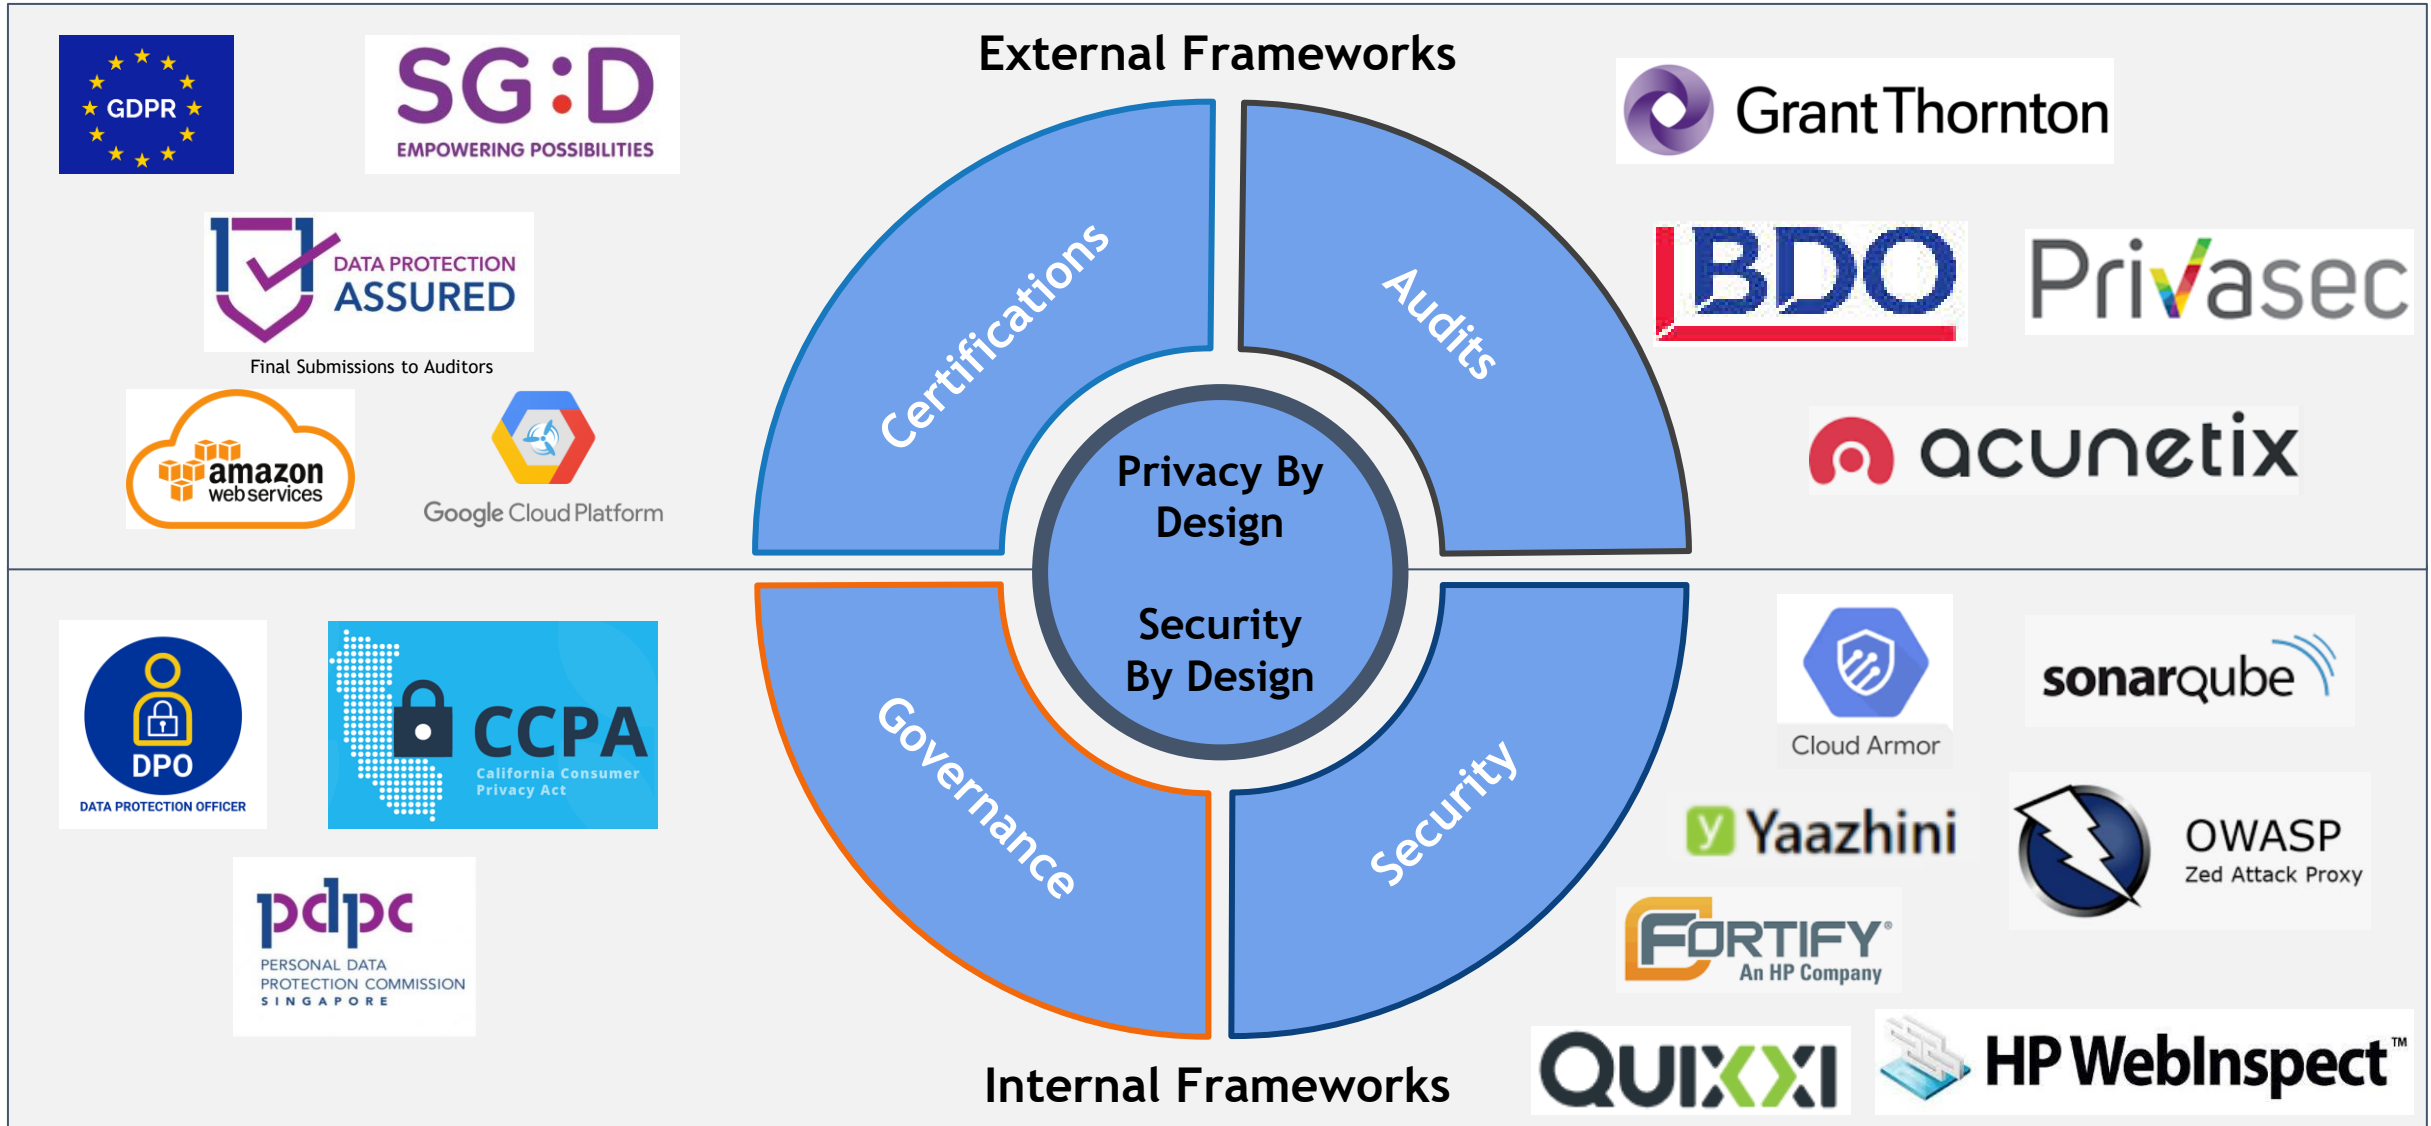 External Frameworks
GDPR
SG:D
EMPOWERING POSSIBILITIES
DATA PROTECTION
ASSURED
Final Submissions to Auditors
amazon
web services
Google Cloud Platform
Certifications
Audits
Grant Thornton
BDO
Privasec
acunetix
Privacy By
Design
Security
By Design
DPO
DATA PROTECTION OFFICER
CCPA
California Consumer
Privacy Act
pdpc
PERSONAL DATA
PROTECTION COMMISSION
SINGAPORE
Governance
Security
Cloud Armor
sonarqube
y Yaazhini
OWASP
Zed Attack Proxy
FORTIFY®
An HP Company
QUIXXI
HP WebInspect™
Internal Frameworks